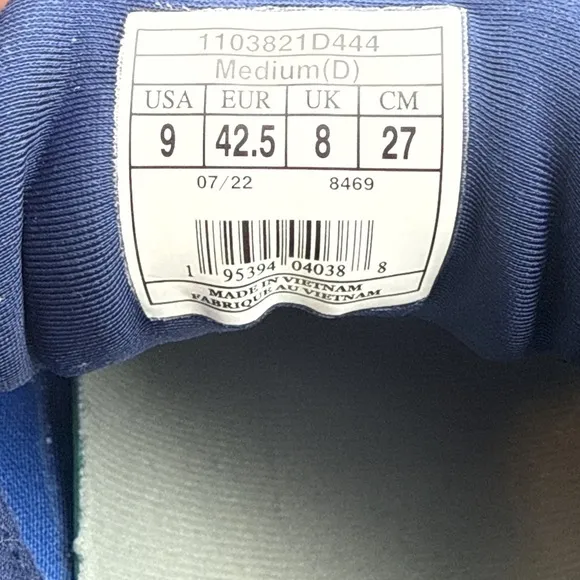 1103821D444
Medium(D)
USA EUR UK CM
9 42.5 8 27
07/22 8469
1 95394 04038 8
MADE IN VIETNAM
FABRIQUE AU VIETNAM